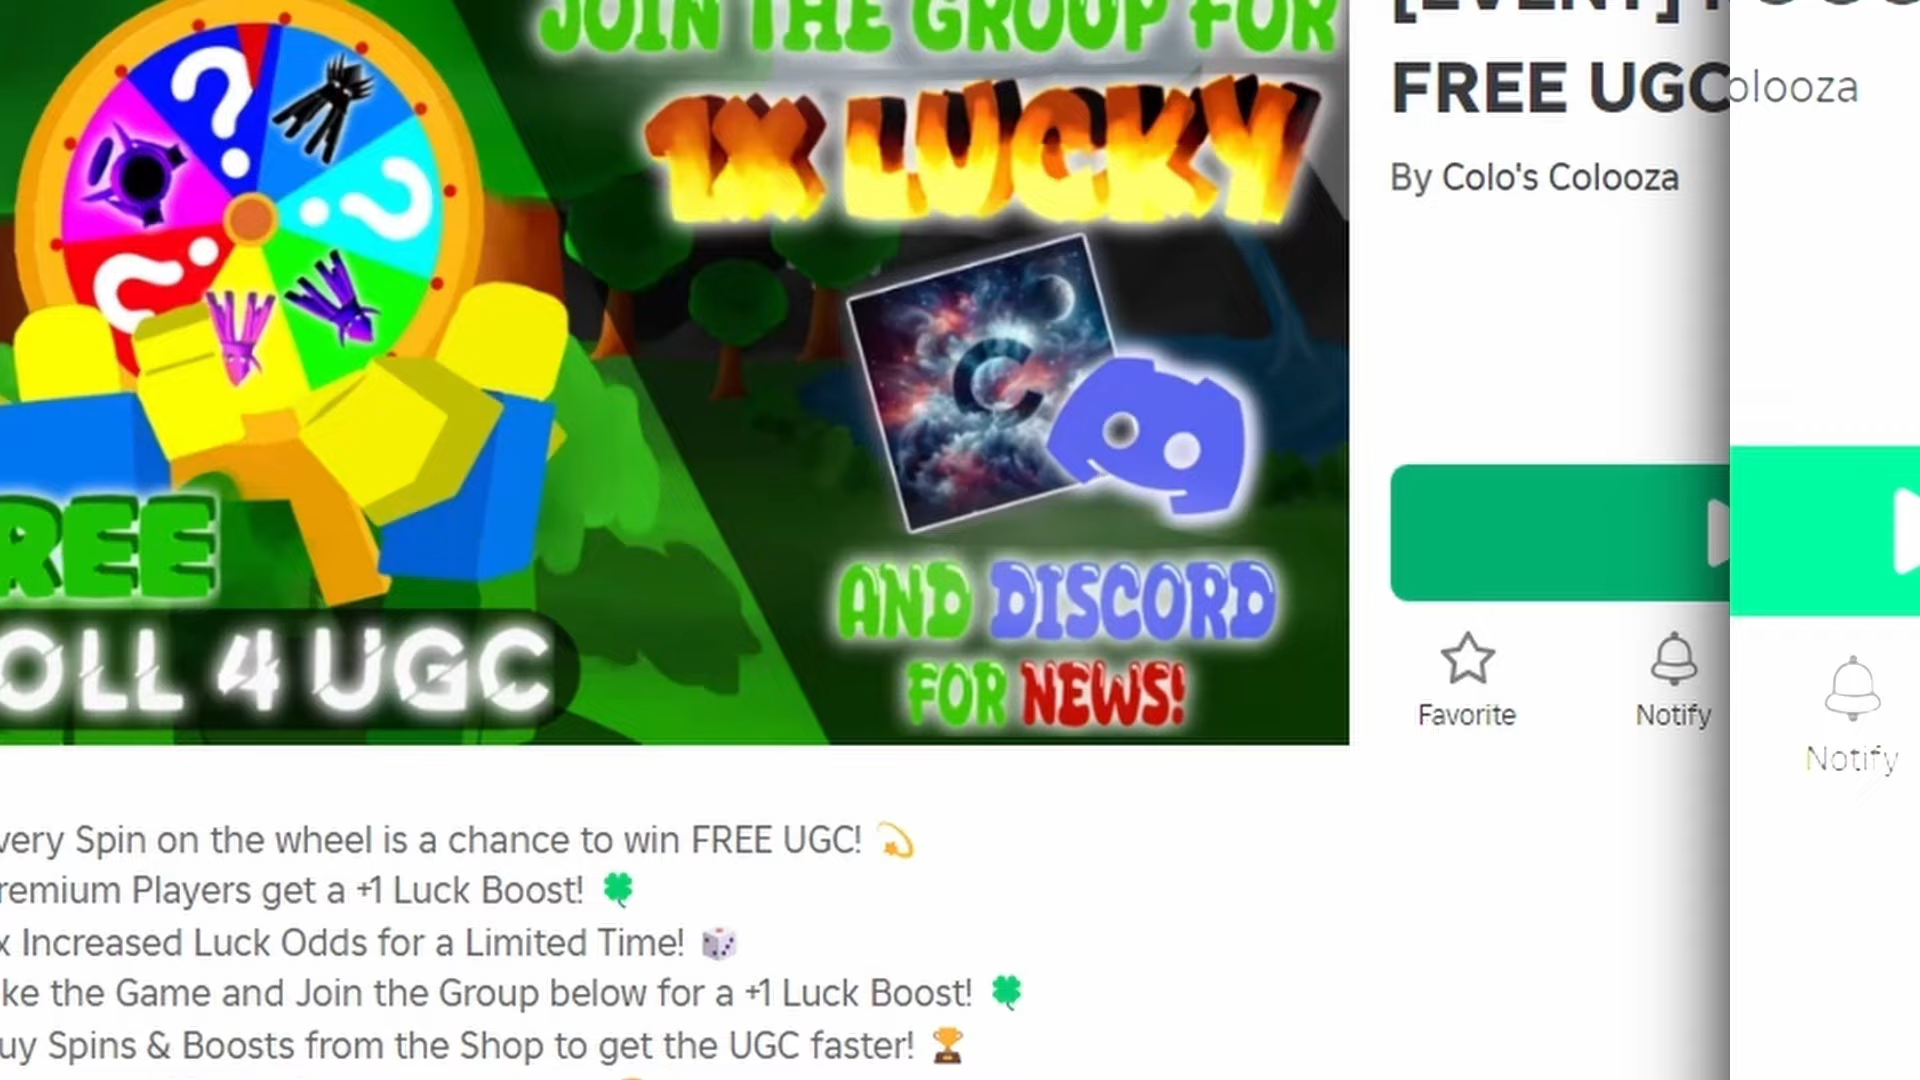 JOIN THE GROUP FOR
1X LUCKY
AND DISCORD
FOR NEWS!
REE
OLL 4 UGC
[EVENT]
FREE UGC
olooza
By Colo's Colooza
Favorite
Notify
Notify
very Spin on the wheel is a chance to win FREE UGC! 💫
remium Players get a +1 Luck Boost! 🍀
x Increased Luck Odds for a Limited Time! 🎲
ke the Game and Join the Group below for a +1 Luck Boost! 🍀
uy Spins & Boosts from the Shop to get the UGC faster! 🏆